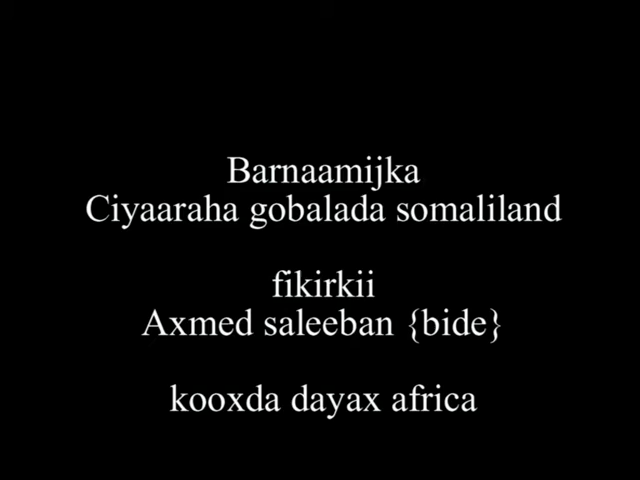 Barnaamijka
Ciyaaraha gobalada somaliland
fikirkii
Axmed saleeban {bide}
kooxda dayax africa